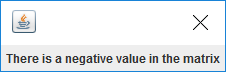 There is a negative value in the matrix